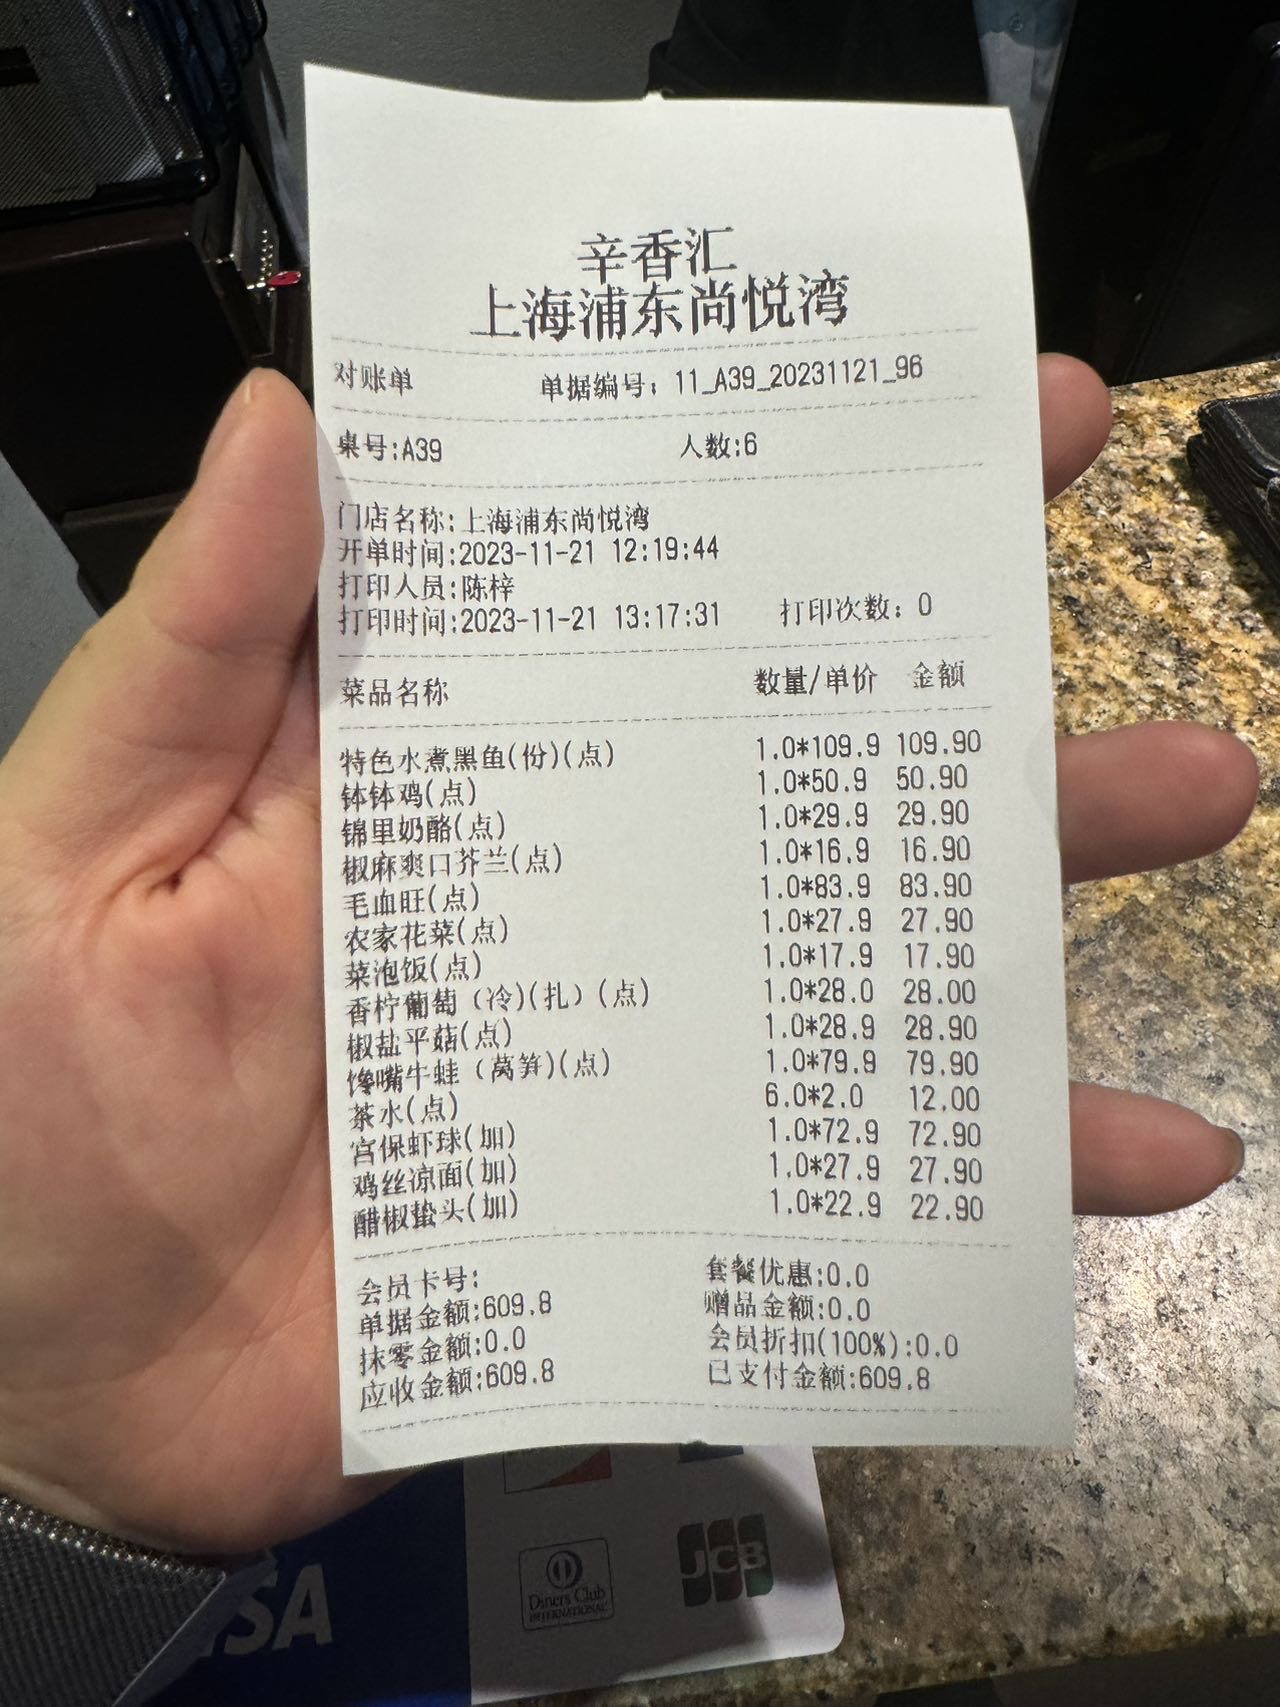 辛香汇
上海浦东尚悦湾
对账单 单据编号：11_A39_20231121_96
桌号:A39 人数:6
门店名称:上海浦东尚悦湾
开单时间:2023-11-21 12:19:44
打印人员:陈梓
打印时间:2023-11-21 13:17:31 打印次数：0
菜品名称 数量/单价 金额
特色水煮黑鱼(份)(点) 1.0*109.9 109.90
钵钵鸡(点) 1.0*50.9 50.90
锦里奶酪(点) 1.0*29.9 29.90
椒麻爽口芥兰(点) 1.0*16.9 16.90
毛血旺(点) 1.0*83.9 83.90
农家花菜(点) 1.0*27.9 27.90
菜泡饭(点) 1.0*17.9 17.90
香柠葡萄（冷)(扎）(点) 1.0*28.0 28.00
椒盐平菇(点) 1.0*28.9 28.90
馋嘴牛蛙（莴笋)(点) 1.0*79.9 79.90
茶水(点) 6.0*2.0 12.00
宫保虾球(加) 1.0*72.9 72.90
鸡丝凉面(加) 1.0*27.9 27.90
醋椒蛰头(加) 1.0*22.9 22.90
会员卡号: 套餐优惠:0.0
单据金额:609.8 赠品金额:0.0
抹零金额:0.0 会员折扣(100%):0.0
应收金额:609.8 已支付金额:609.8
Diners Club
INTERNATIONAL
JCB